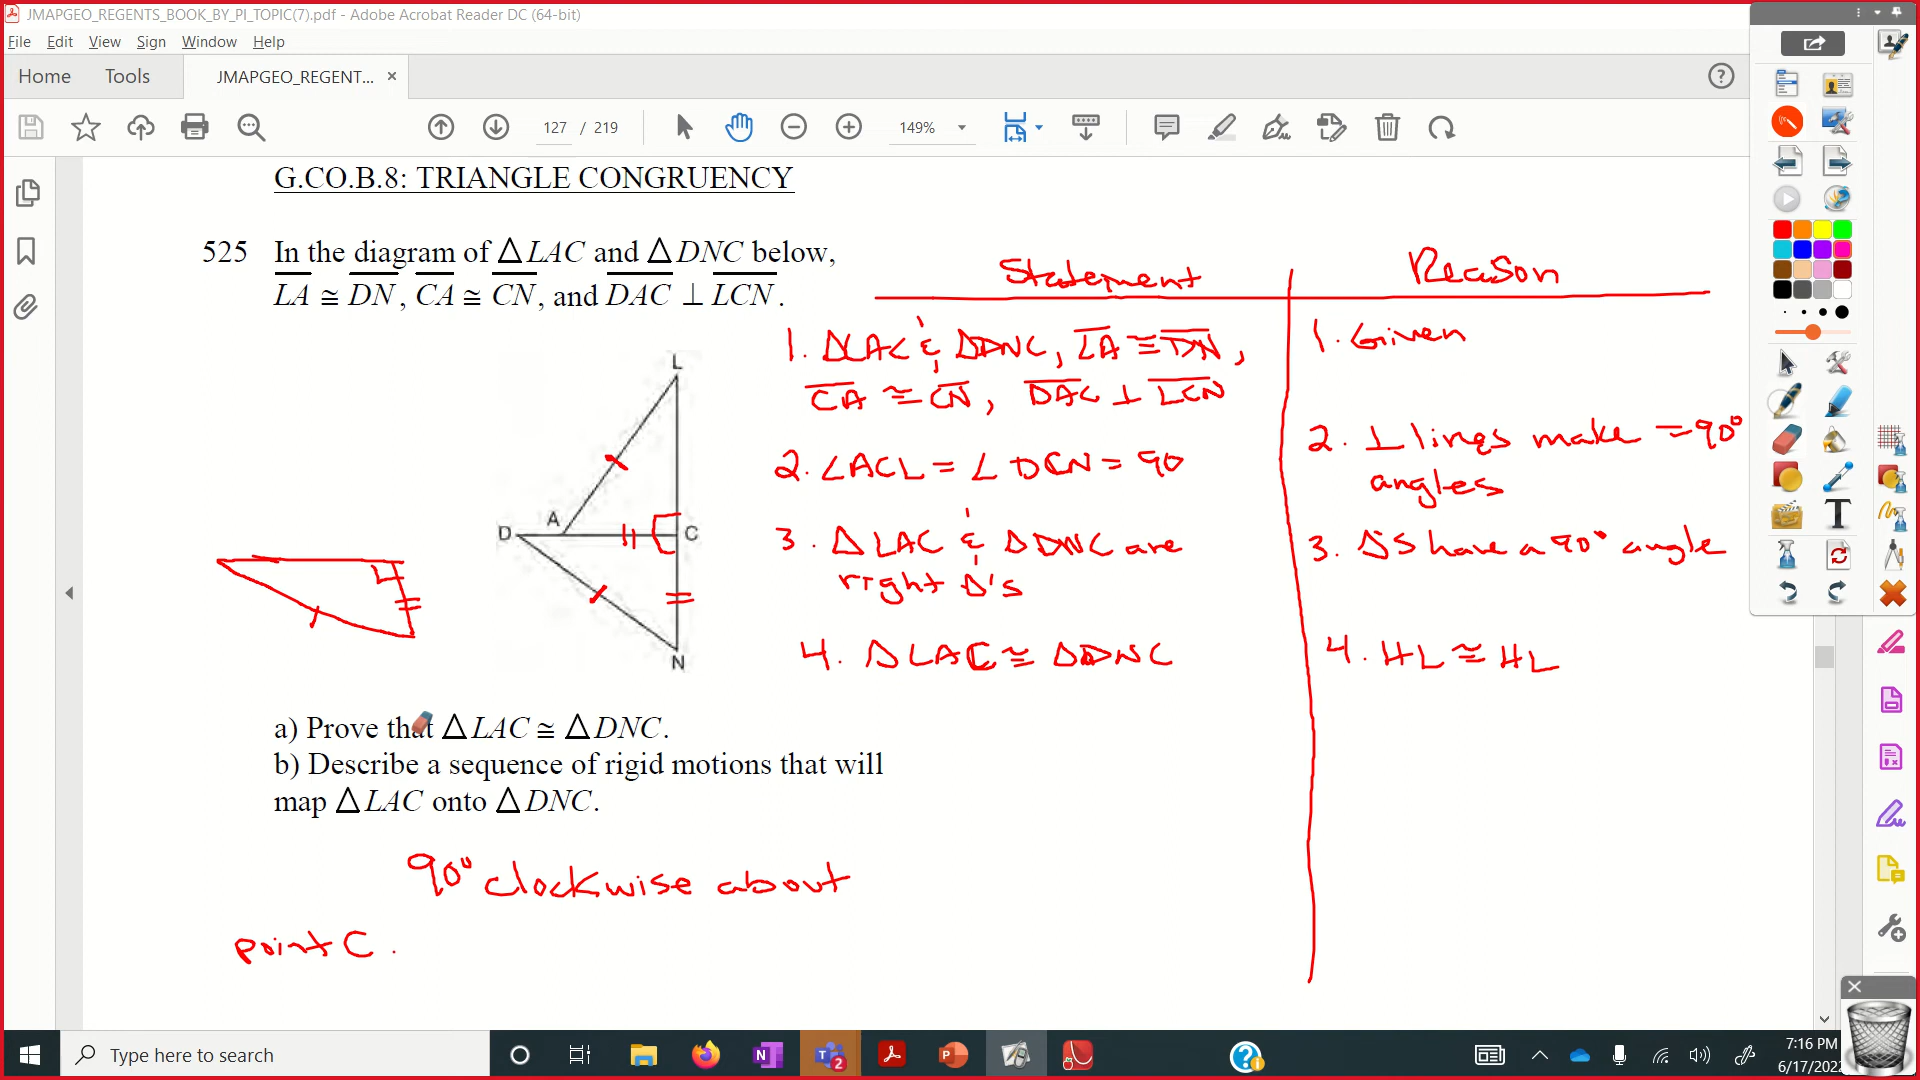 JMAPGEO_REGENTS_BOOK_BY_PI_TOPIC(7).pdf - Adobe Acrobat Reader DC (64-bit)
File Edit View Sign Window Help
Home Tools JMAPGEO_REGENT... ×
127 / 219 149%
G.CO.B.8: TRIANGLE CONGRUENCY
525 In the diagram of △LAC and △DNC below,
LA ≅ DN, CA ≅ CN, and DAC ⊥ LCN.
Statement Reason
1. △LAC & △DNC, LA ≅ DN,
CA ≅ CN, DAC ⊥ LCN
1. Given
2. ∠ACL = ∠DCN = 90
2. ⊥ lines make =90°
angles
3. △LAC & △DNC are
right △'s
3. △'s have a 90° angle
4. △LAC ≅ △DNC
4. HL ≅ HL
L
A
D
C
N
a) Prove that △LAC ≅ △DNC.
b) Describe a sequence of rigid motions that will
map △LAC onto △DNC.
90° clockwise about
point C.
Type here to search
7:16 PM
6/17/2022